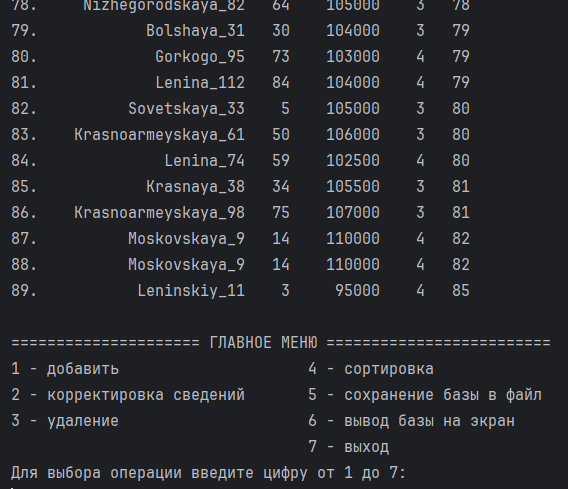 78. Nizhegorodskaya_82 64 105000 3 78
79. Bolshaya_31 30 104000 3 79
80. Gorkogo_95 73 103000 4 79
81. Lenina_112 84 104000 4 79
82. Sovetskaya_33 5 105000 3 80
83. Krasnoarmeyskaya_61 50 106000 3 80
84. Lenina_74 59 102500 4 80
85. Krasnaya_38 34 105500 3 81
86. Krasnoarmeyskaya_98 75 107000 3 81
87. Moskovskaya_9 14 110000 4 82
88. Moskovskaya_9 14 110000 4 82
89. Leninskiy_11 3 95000 4 85
===================== ГЛАВНОЕ МЕНЮ =========================
1 - добавить 4 - сортировка
2 - корректировка сведений 5 - сохранение базы в файл
3 - удаление 6 - вывод базы на экран
7 - выход
Для выбора операции введите цифру от 1 до 7: